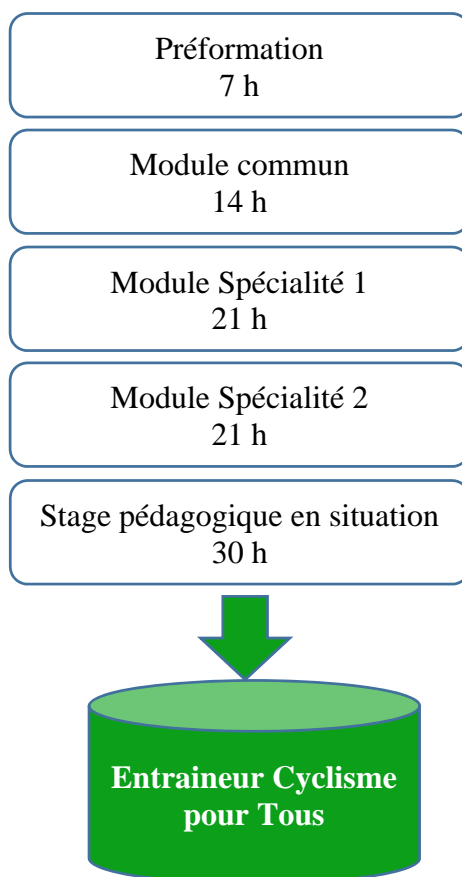 Préformation
7 h
Module commun
14 h
Module Spécialité 1
21 h
Module Spécialité 2
21 h
Stage pédagogique en situation
30 h
Entraineur Cyclisme
pour Tous